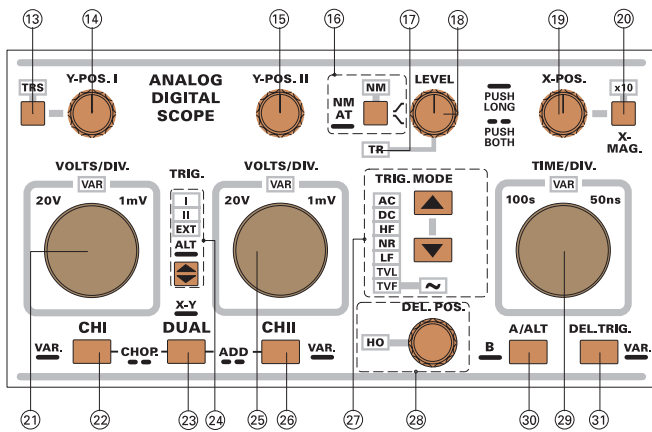 13 14 15 16 17 18 19 20
TRS
Y-POS. I
ANALOG
DIGITAL
SCOPE
Y-POS. II
NM
AT
NM
LEVEL
TR
PUSH
LONG
PUSH
BOTH
X-POS.
x10
X-
MAG.
VOLTS/DIV.
VAR
20V 1mV
TRIG.
I
II
EXT
ALT
VOLTS/DIV.
VAR
20V 1mV
TRIG. MODE
AC
DC
HF
NR
LF
TVL
TVF
~
TIME/DIV.
VAR
100s 50ns
X-Y
VAR.
CHI
CHOP.
DUAL
ADD
CHII
VAR.
DEL. POS.
HO
B
A/ALT
DEL.TRIG.
VAR.
21 22 23 24 25 26 27 28 30 29 31